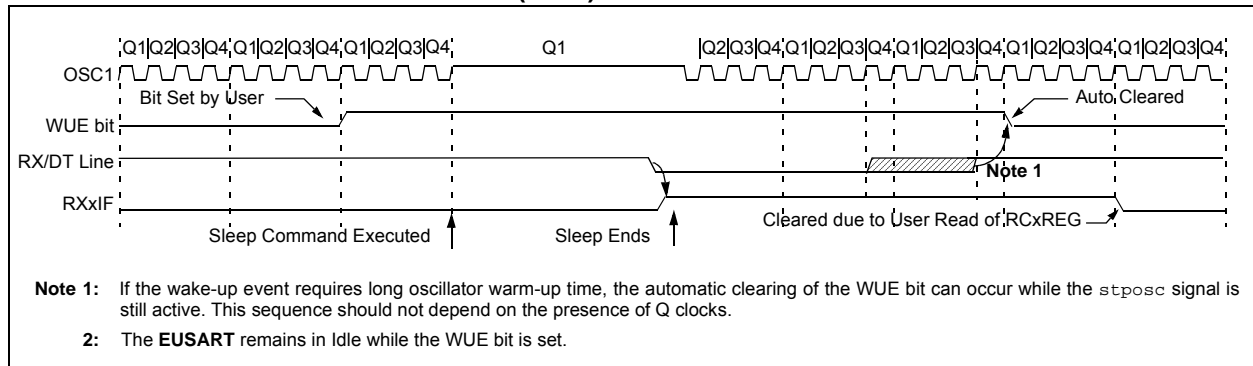 Q1|Q2|Q3|Q4 Q1|Q2|Q3|Q4 Q1|Q2|Q3|Q4 Q1 Q2|Q3|Q4 Q1|Q2|Q3 Q4 Q1|Q2|Q3 Q4 Q1|Q2|Q3|Q4 Q1|Q2|Q3|Q4
OSC1
Bit Set by User Auto Cleared
WUE bit
RX/DT Line
Note 1
RXxIF
Cleared due to User Read of RCxREG
Sleep Command Executed Sleep Ends
Note 1: If the wake-up event requires long oscillator warm-up time, the automatic clearing of the WUE bit can occur while the stposc signal is
still active. This sequence should not depend on the presence of Q clocks.
2: The EUSART remains in Idle while the WUE bit is set.